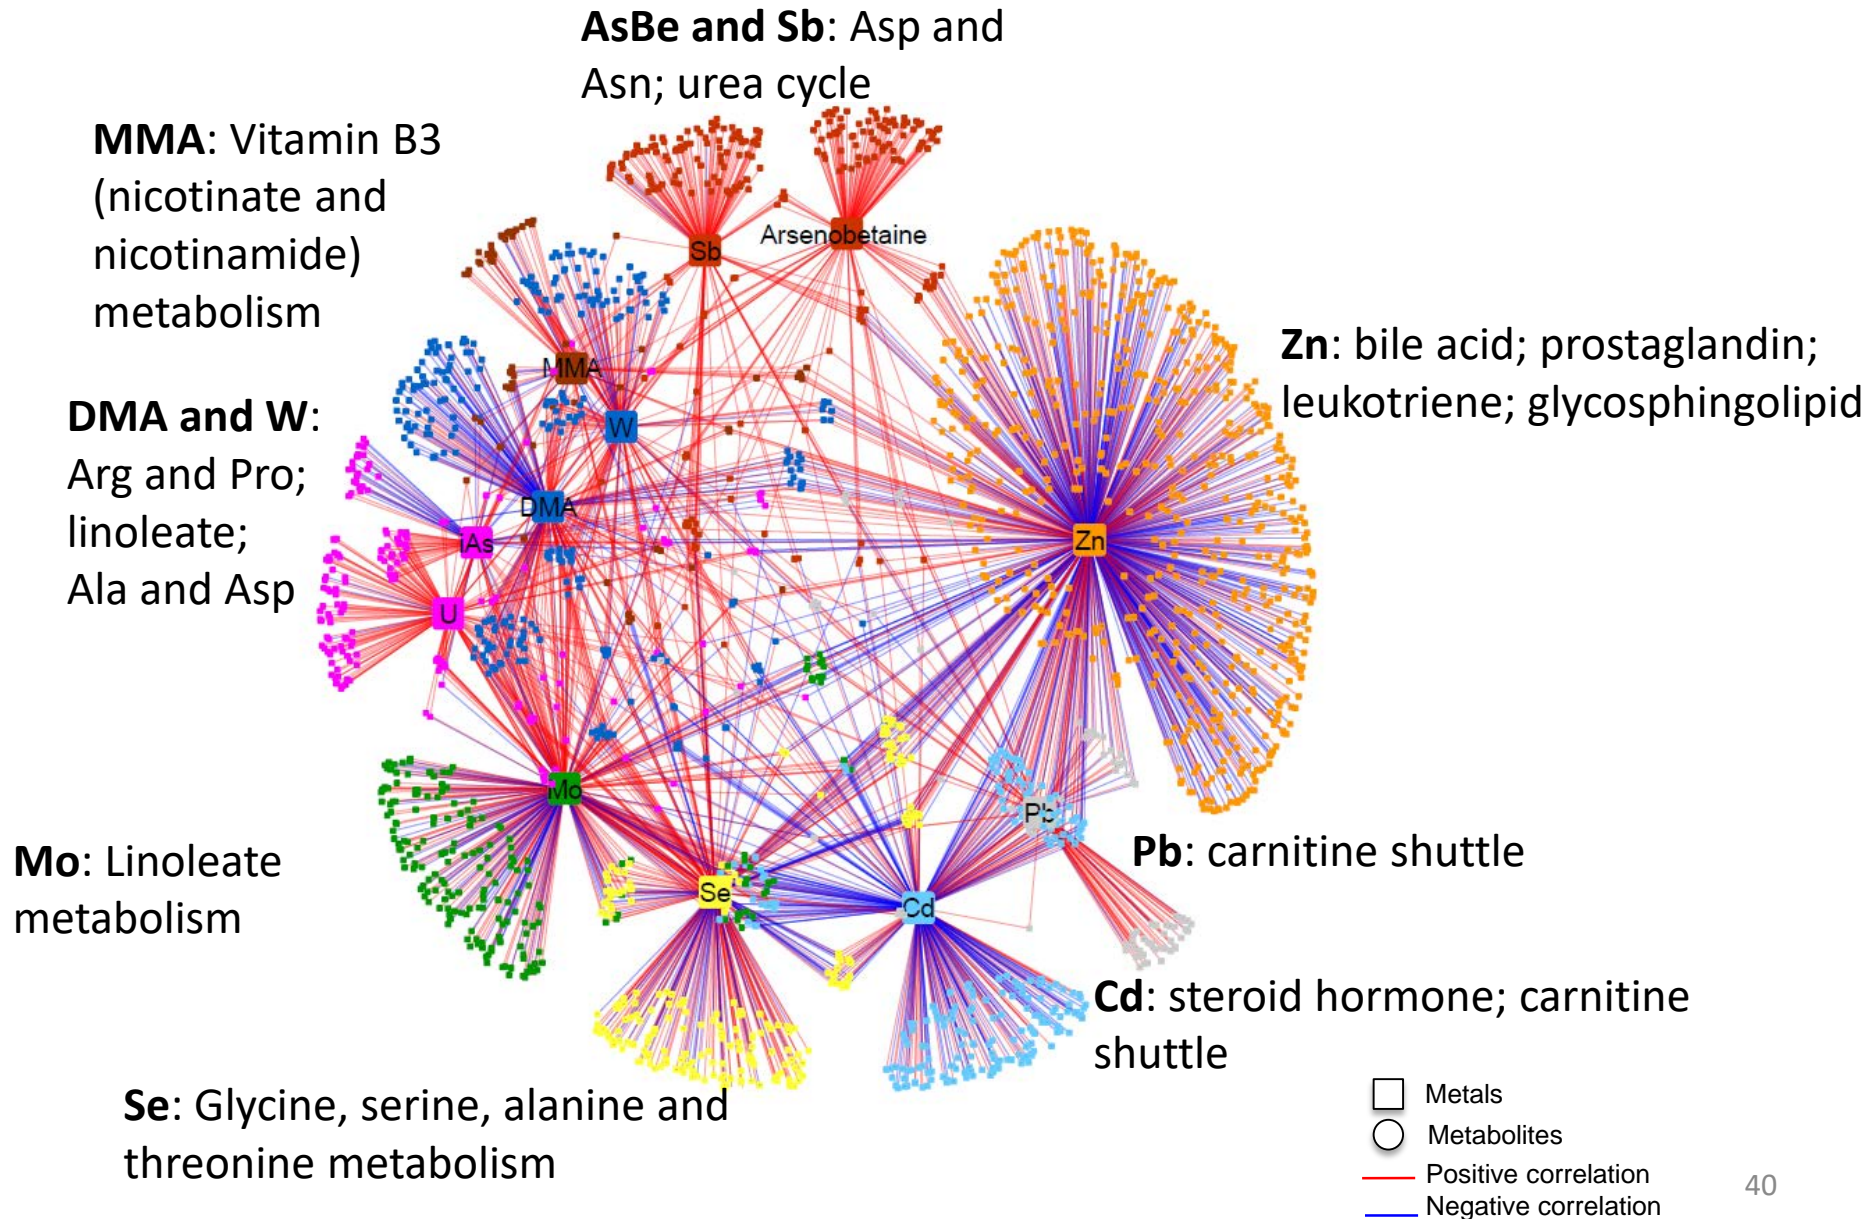 AsBe and Sb: Asp and
Asn; urea cycle
MMA: Vitamin B3
(nicotinate and
nicotinamide)
metabolism
Sb
Arsenobetaine
Zn: bile acid; prostaglandin;
leukotriene; glycosphingolipid
MMA
W
DMA and W:
Arg and Pro;
linoleate;
Ala and Asp
DMA
iAs
Zn
U
Mo
Pb
Mo: Linoleate
metabolism
Pb: carnitine shuttle
Se
Cd
Cd: steroid hormone; carnitine
shuttle
Se: Glycine, serine, alanine and
threonine metabolism
Metals
Metabolites
Positive correlation
Negative correlation
40